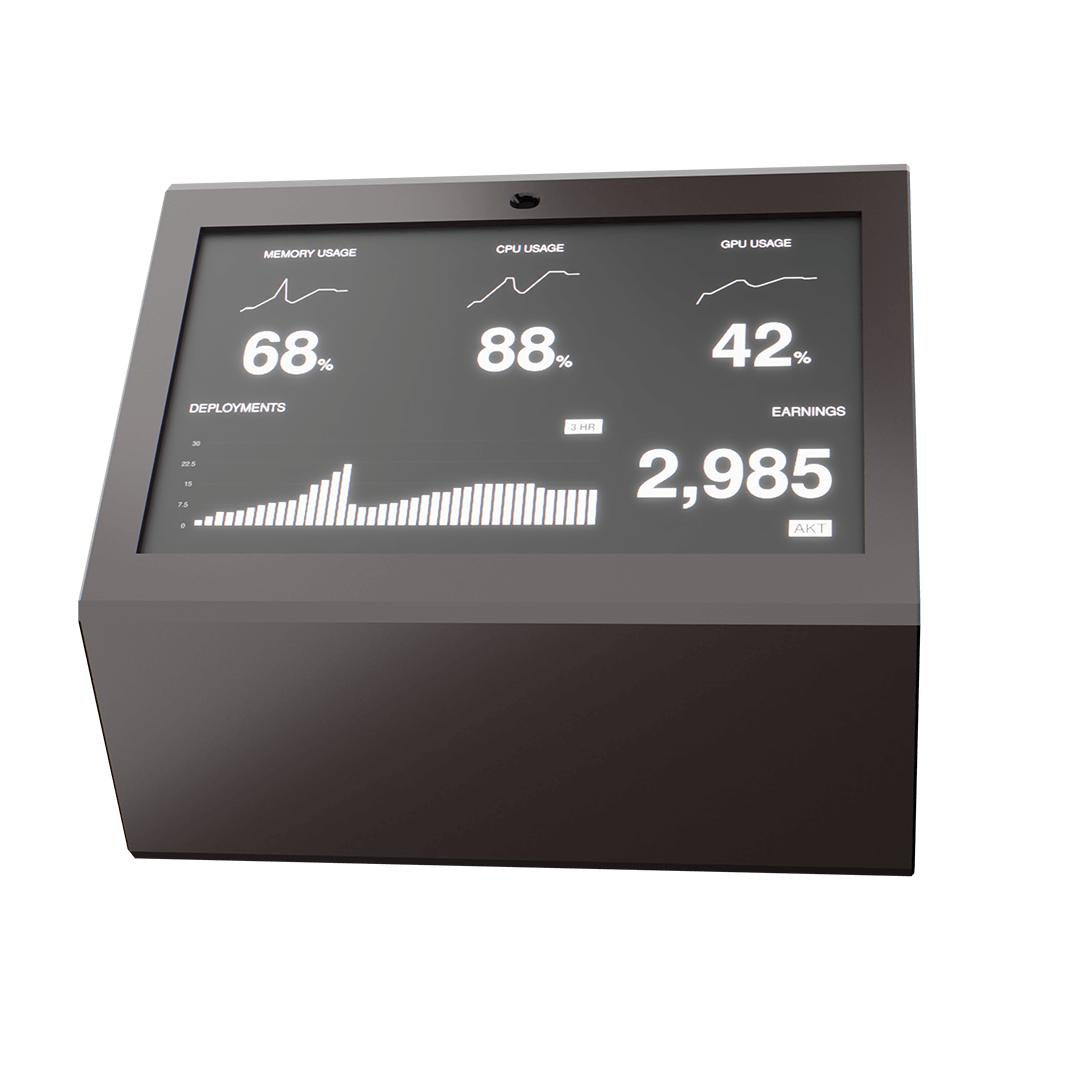 MEMORY USAGE
CPU USAGE
GPU USAGE
68%
88%
42%
DEPLOYMENTS
EARNINGS
3 HR
30
22.5
15
7.5
0
2,985
AKT